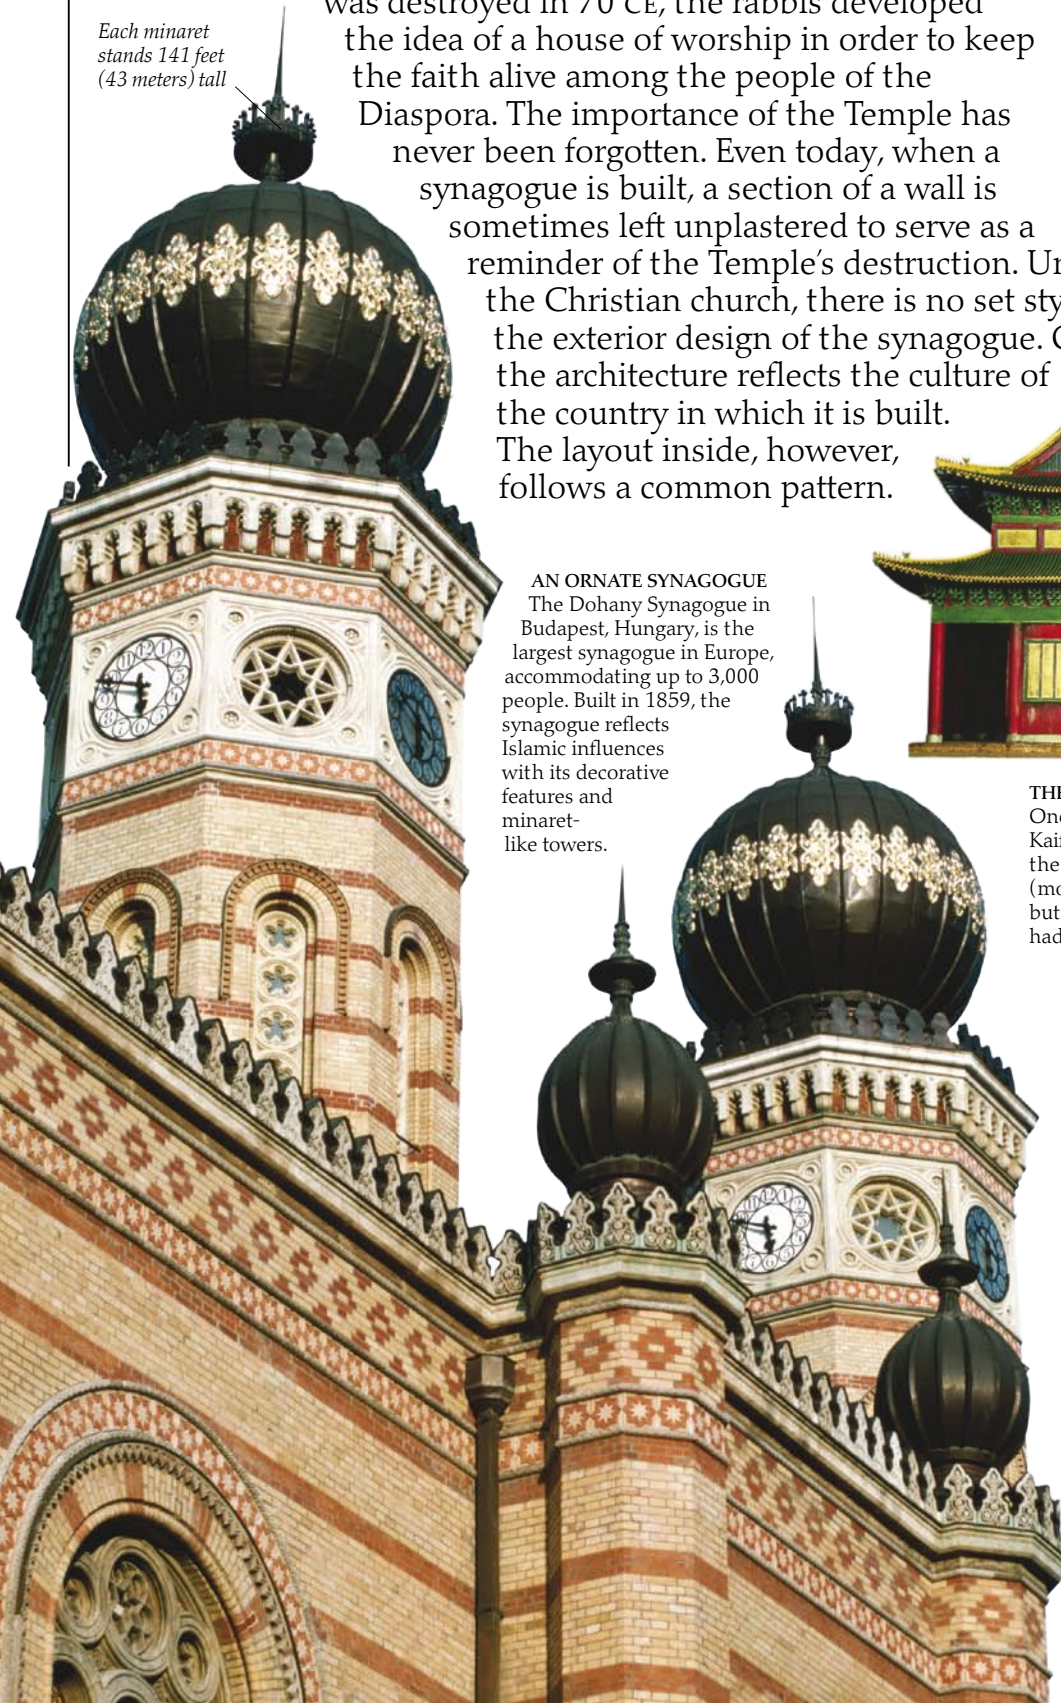 Each minaret
stands 141 feet
(43 meters) tall
was destroyed in 70 CE, the rabbis developed
the idea of a house of worship in order to keep
the faith alive among the people of the
Diaspora. The importance of the Temple has
never been forgotten. Even today, when a
synagogue is built, a section of a wall is
sometimes left unplastered to serve as a
reminder of the Temple's destruction.
the Christian church, there is no set
the exterior design of the synagogue.
the architecture reflects the culture of
the country in which it is built.
The layout inside, however,
follows a common pattern.
AN ORNATE SYNAGOGUE
The Dohany Synagogue in
Budapest, Hungary, is the
largest synagogue in Europe,
accommodating up to 3,000
people. Built in 1859, the
synagogue reflects
Islamic influences
with its decorative
features and
minaret-
like towers.
the
but
had